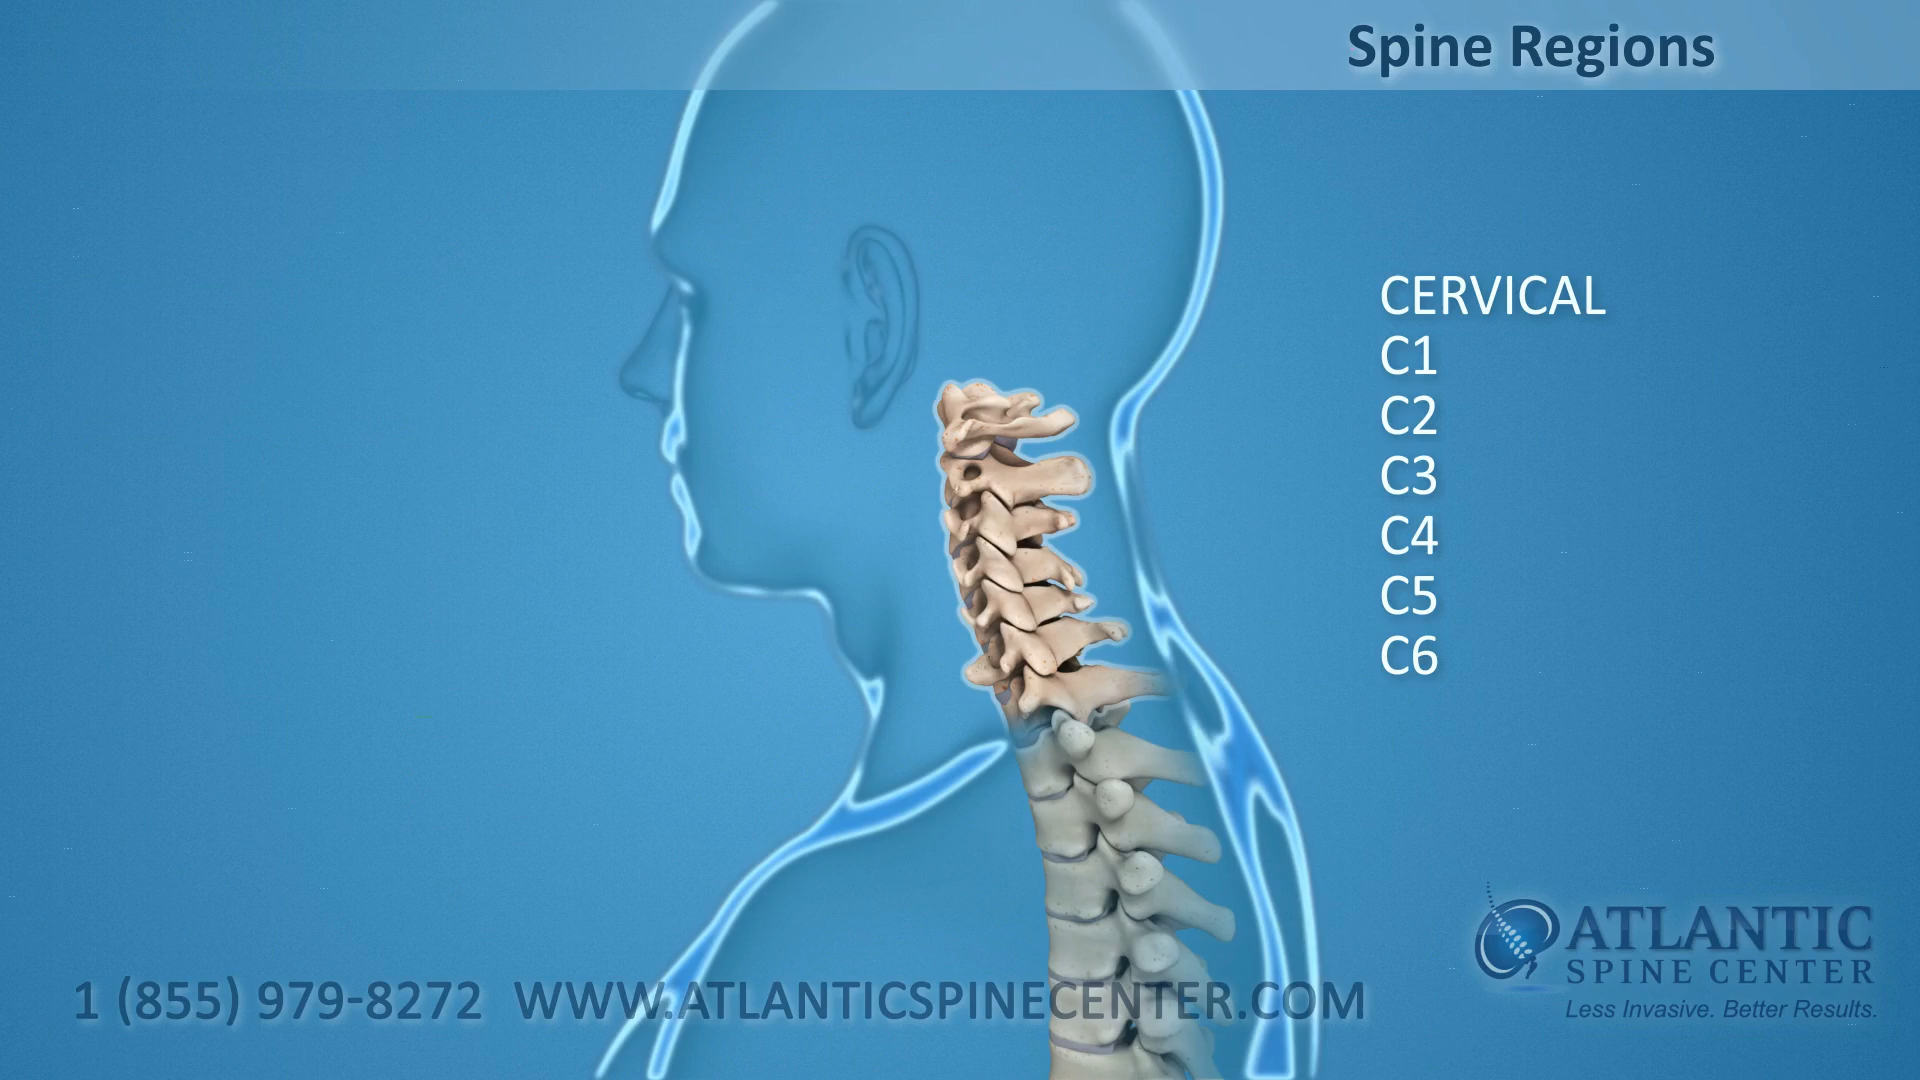 Spine Regions
CERVICAL
C1
C2
C3
C4
C5
C6
ATLANTIC
SPINE CENTER
Less Invasive. Better Results.
1 (855) 979-8272 WWW.ATLANTICSPINECENTER.COM